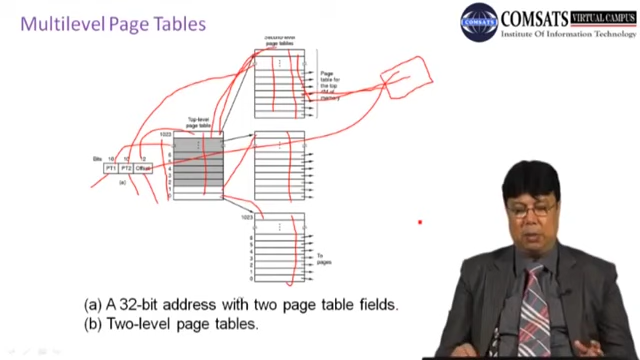 Multilevel Page Tables
COMSATS VIRTUAL CAMPUS
Institute Of Information Technology
page tables
Page
table for
the top
of
memory
Top-level
page table
1023
6
5
4
3
2
1
0
Bits 10 10 12
PT1 PT2 Offset
(a)
1023
6
5
4
3
2
1
0
To
pages
(a) A 32-bit address with two page table fields.
(b) Two-level page tables.